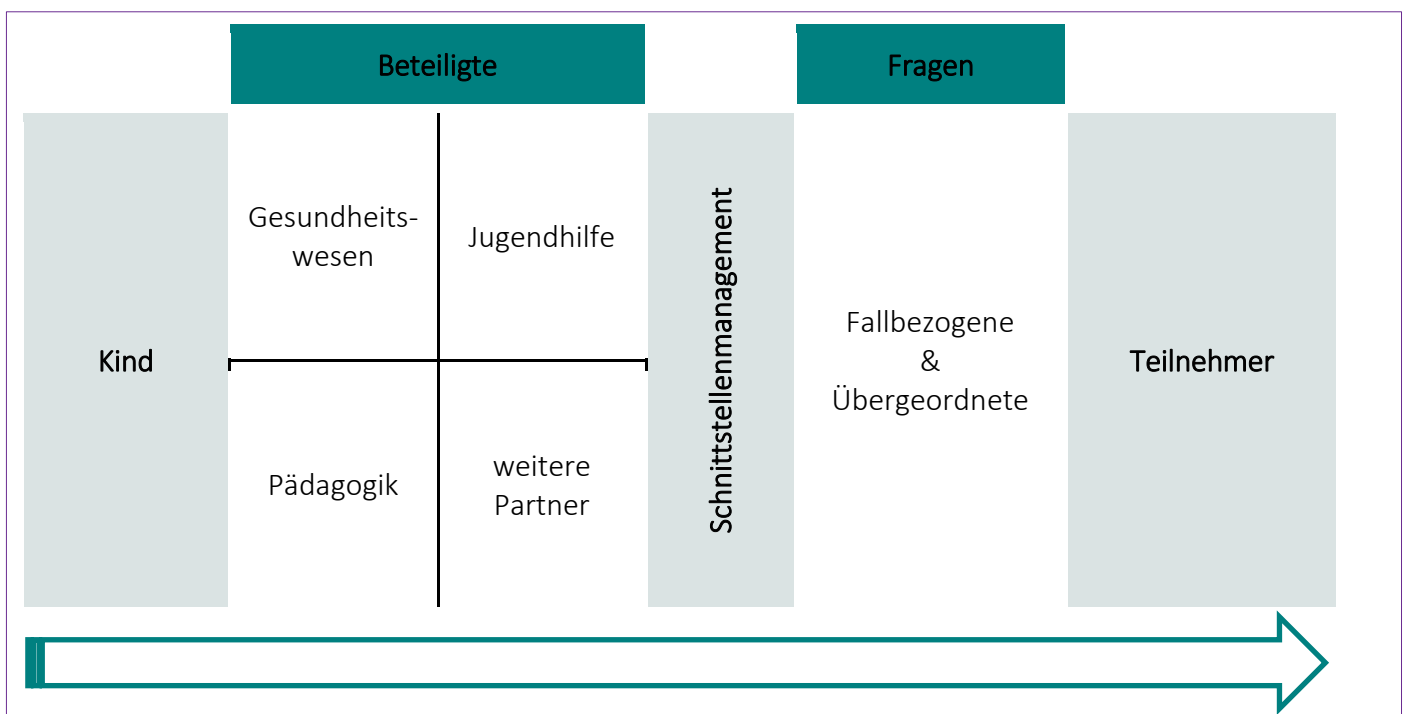 Beteiligte
Fragen
Kind
Gesundheits-
wesen
Jugendhilfe
Pädagogik
weitere
Partner
Schnittstellenmanagement
Fallbezogene
&
Übergeordnete
Teilnehmer